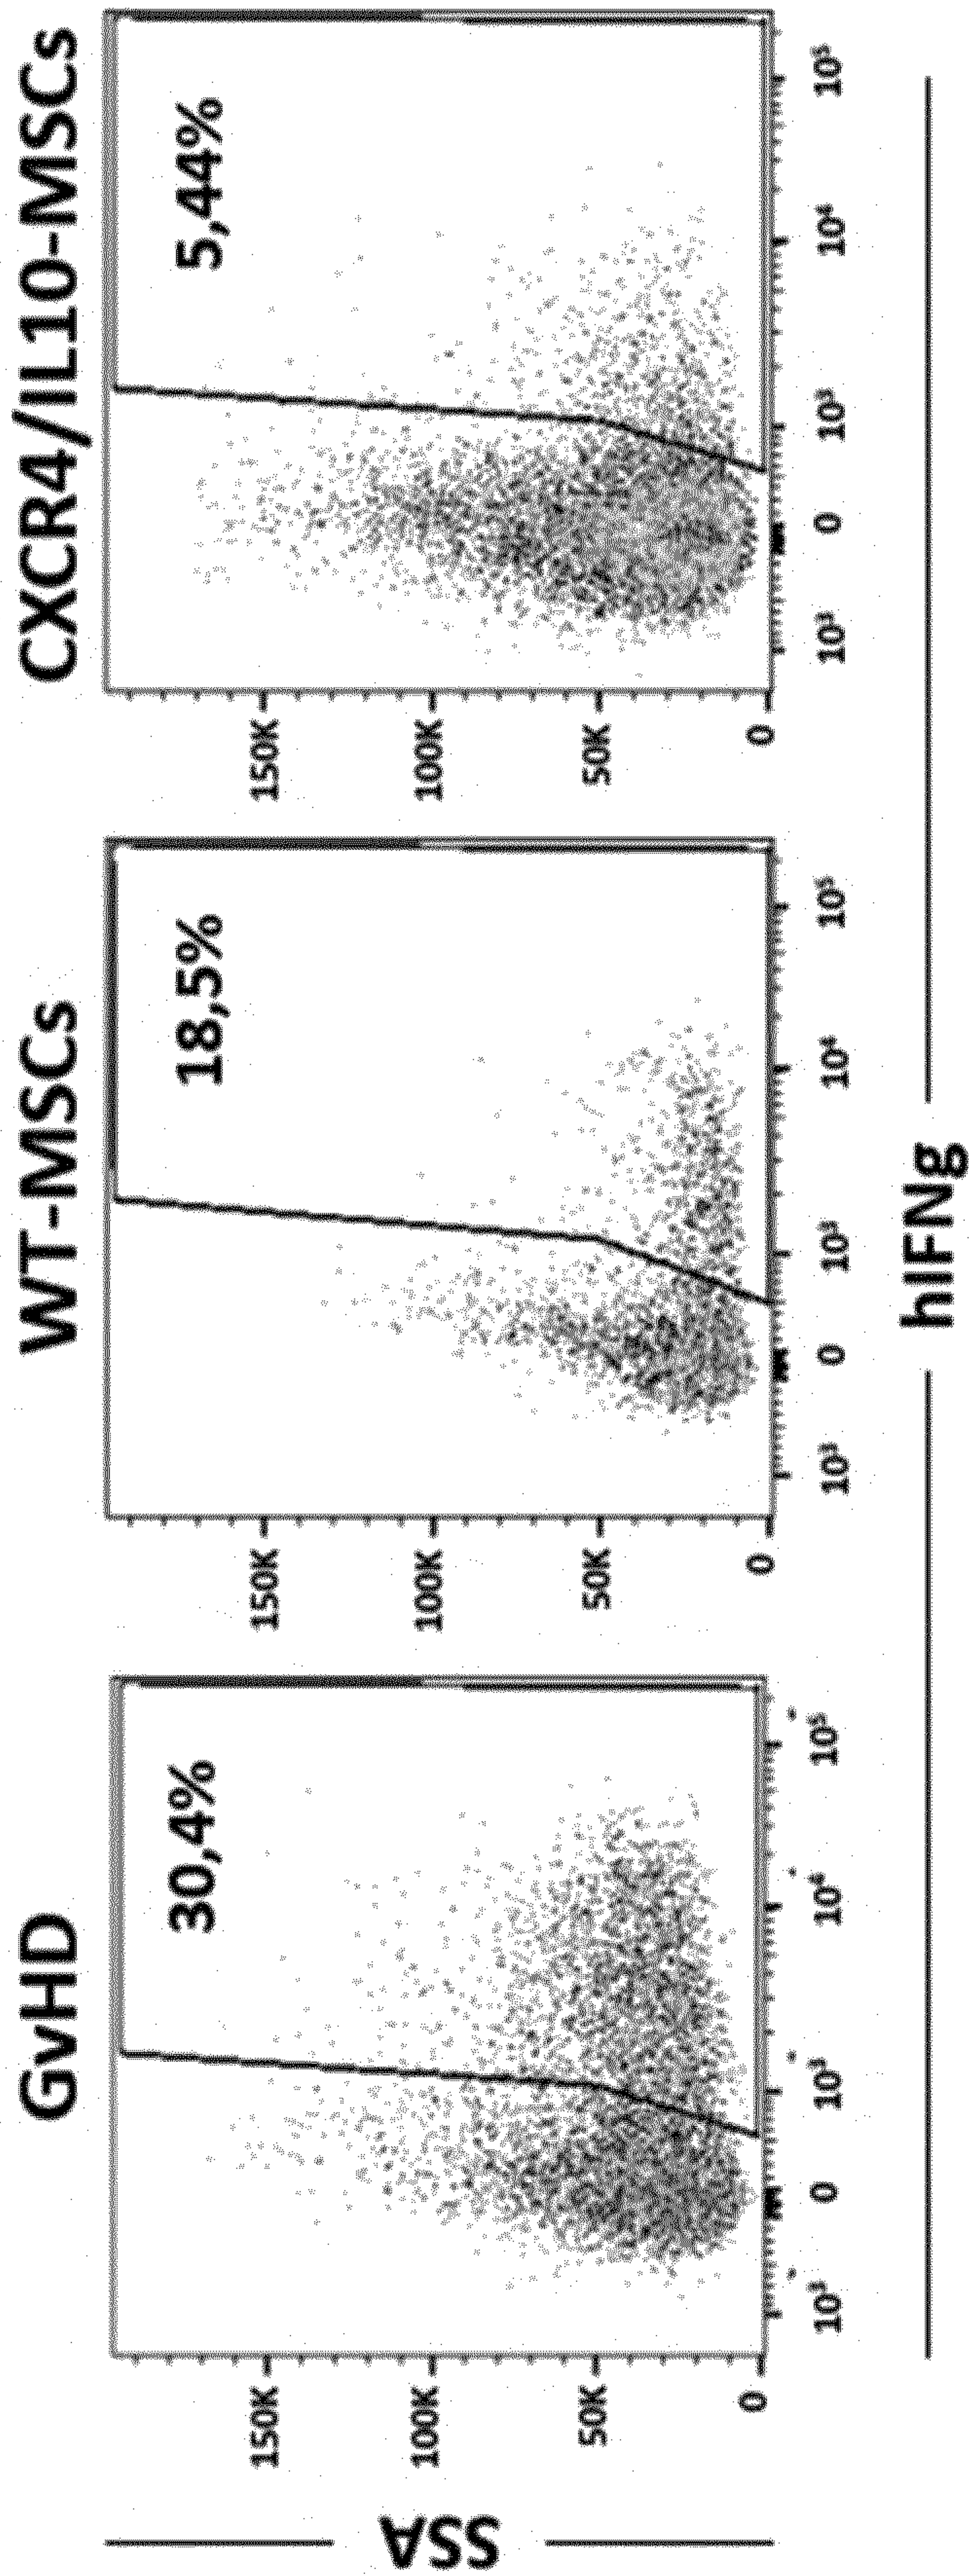 GvHD
30,4%
150K
100K
50K
0
10³ 0 10³ 10⁴ 10⁵
WT-MSCs
18,5%
150K
100K
50K
0
10³ 0 10³ 10⁴ 10⁵
CXCR4/IL10-MSCs
5,44%
150K
100K
50K
0
10³ 0 10³ 10⁴ 10⁵
SSA
hIFNg